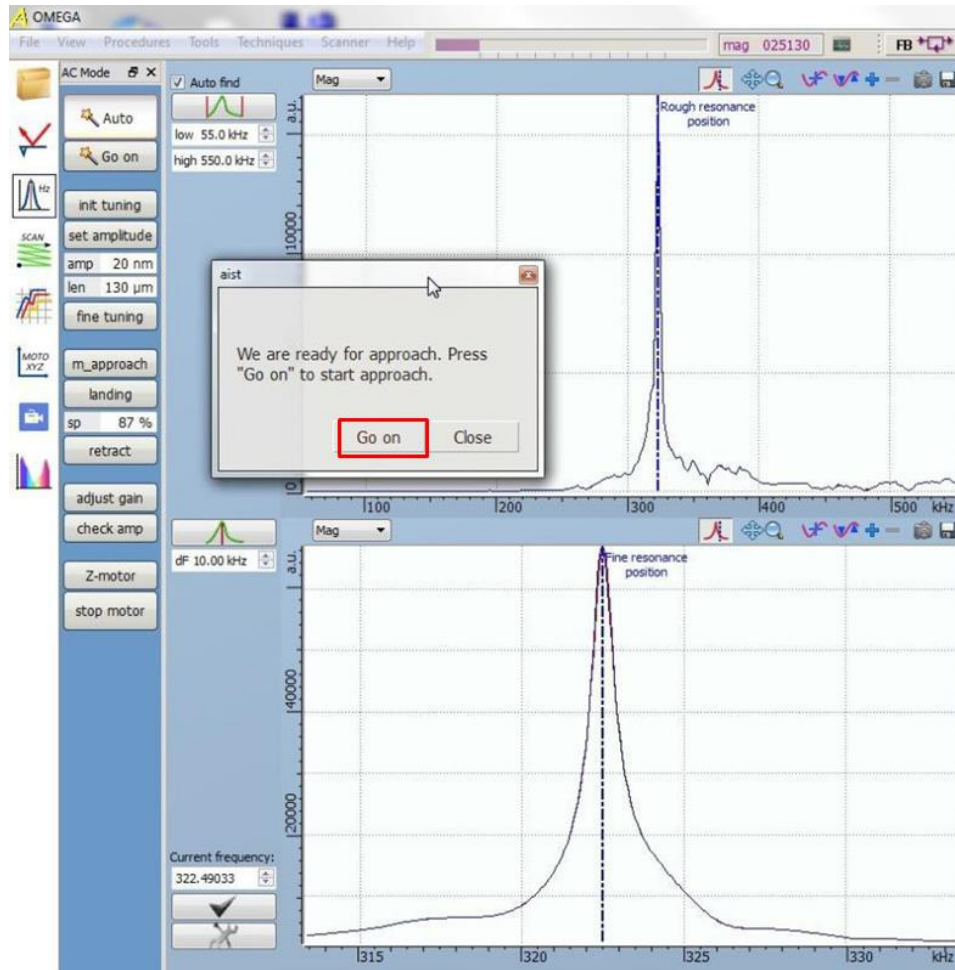 OMEGA
File View Procedures Tools Techniques Scanner Help
mag 025130
FB
AC Mode
Auto
Go on
init tuning
set amplitude
amp 20 nm
len 130 µm
fine tuning
m_approach
landing
sp 87 %
retract
adjust gain
check amp
Z-motor
stop motor
Hz
SCAN
MOTO
XYZ
Auto find
low 55.0 kHz
high 550.0 kHz
Mag
a.u.
10000
0
Rough resonance
position
100 200 300 400 500 kHz
aist
We are ready for approach. Press
"Go on" to start approach.
Go on Close
dF 10.00 kHz
Mag
a.u.
40000
20000
Fine resonance
position
Current frequency:
322.49033
315 320 325 330 kHz